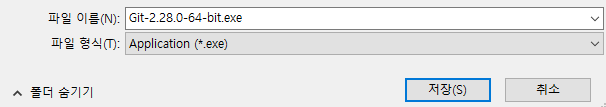 파일 이름(N): Git-2.28.0-64-bit.exe
파일 형식(T): Application (*.exe)
폴더 숨기기 저장(S) 취소